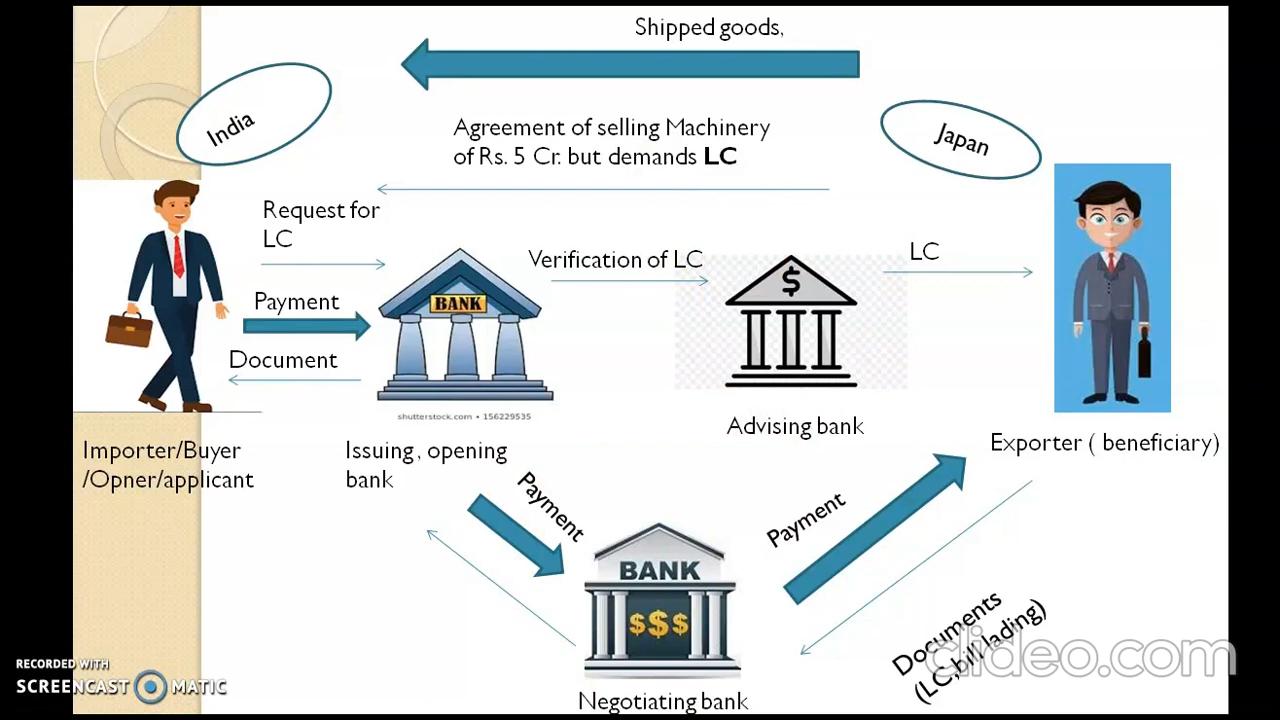 Shipped goods,
India
Agreement of selling Machinery
of Rs. 5 Cr. but demands LC
Japan
Request for
LC
Verification of LC
LC
BANK
$
Payment
Document
shutterstock.com • 156229535
Advising bank
Importer/Buyer
/Opner/applicant
Issuing, opening
bank
Exporter ( beneficiary)
Payment
Payment
BANK
$$$
Documents
(LC,bill lading)
Negotiating bank
RECORDED WITH
SCREENCAST MATIC
clideo.com